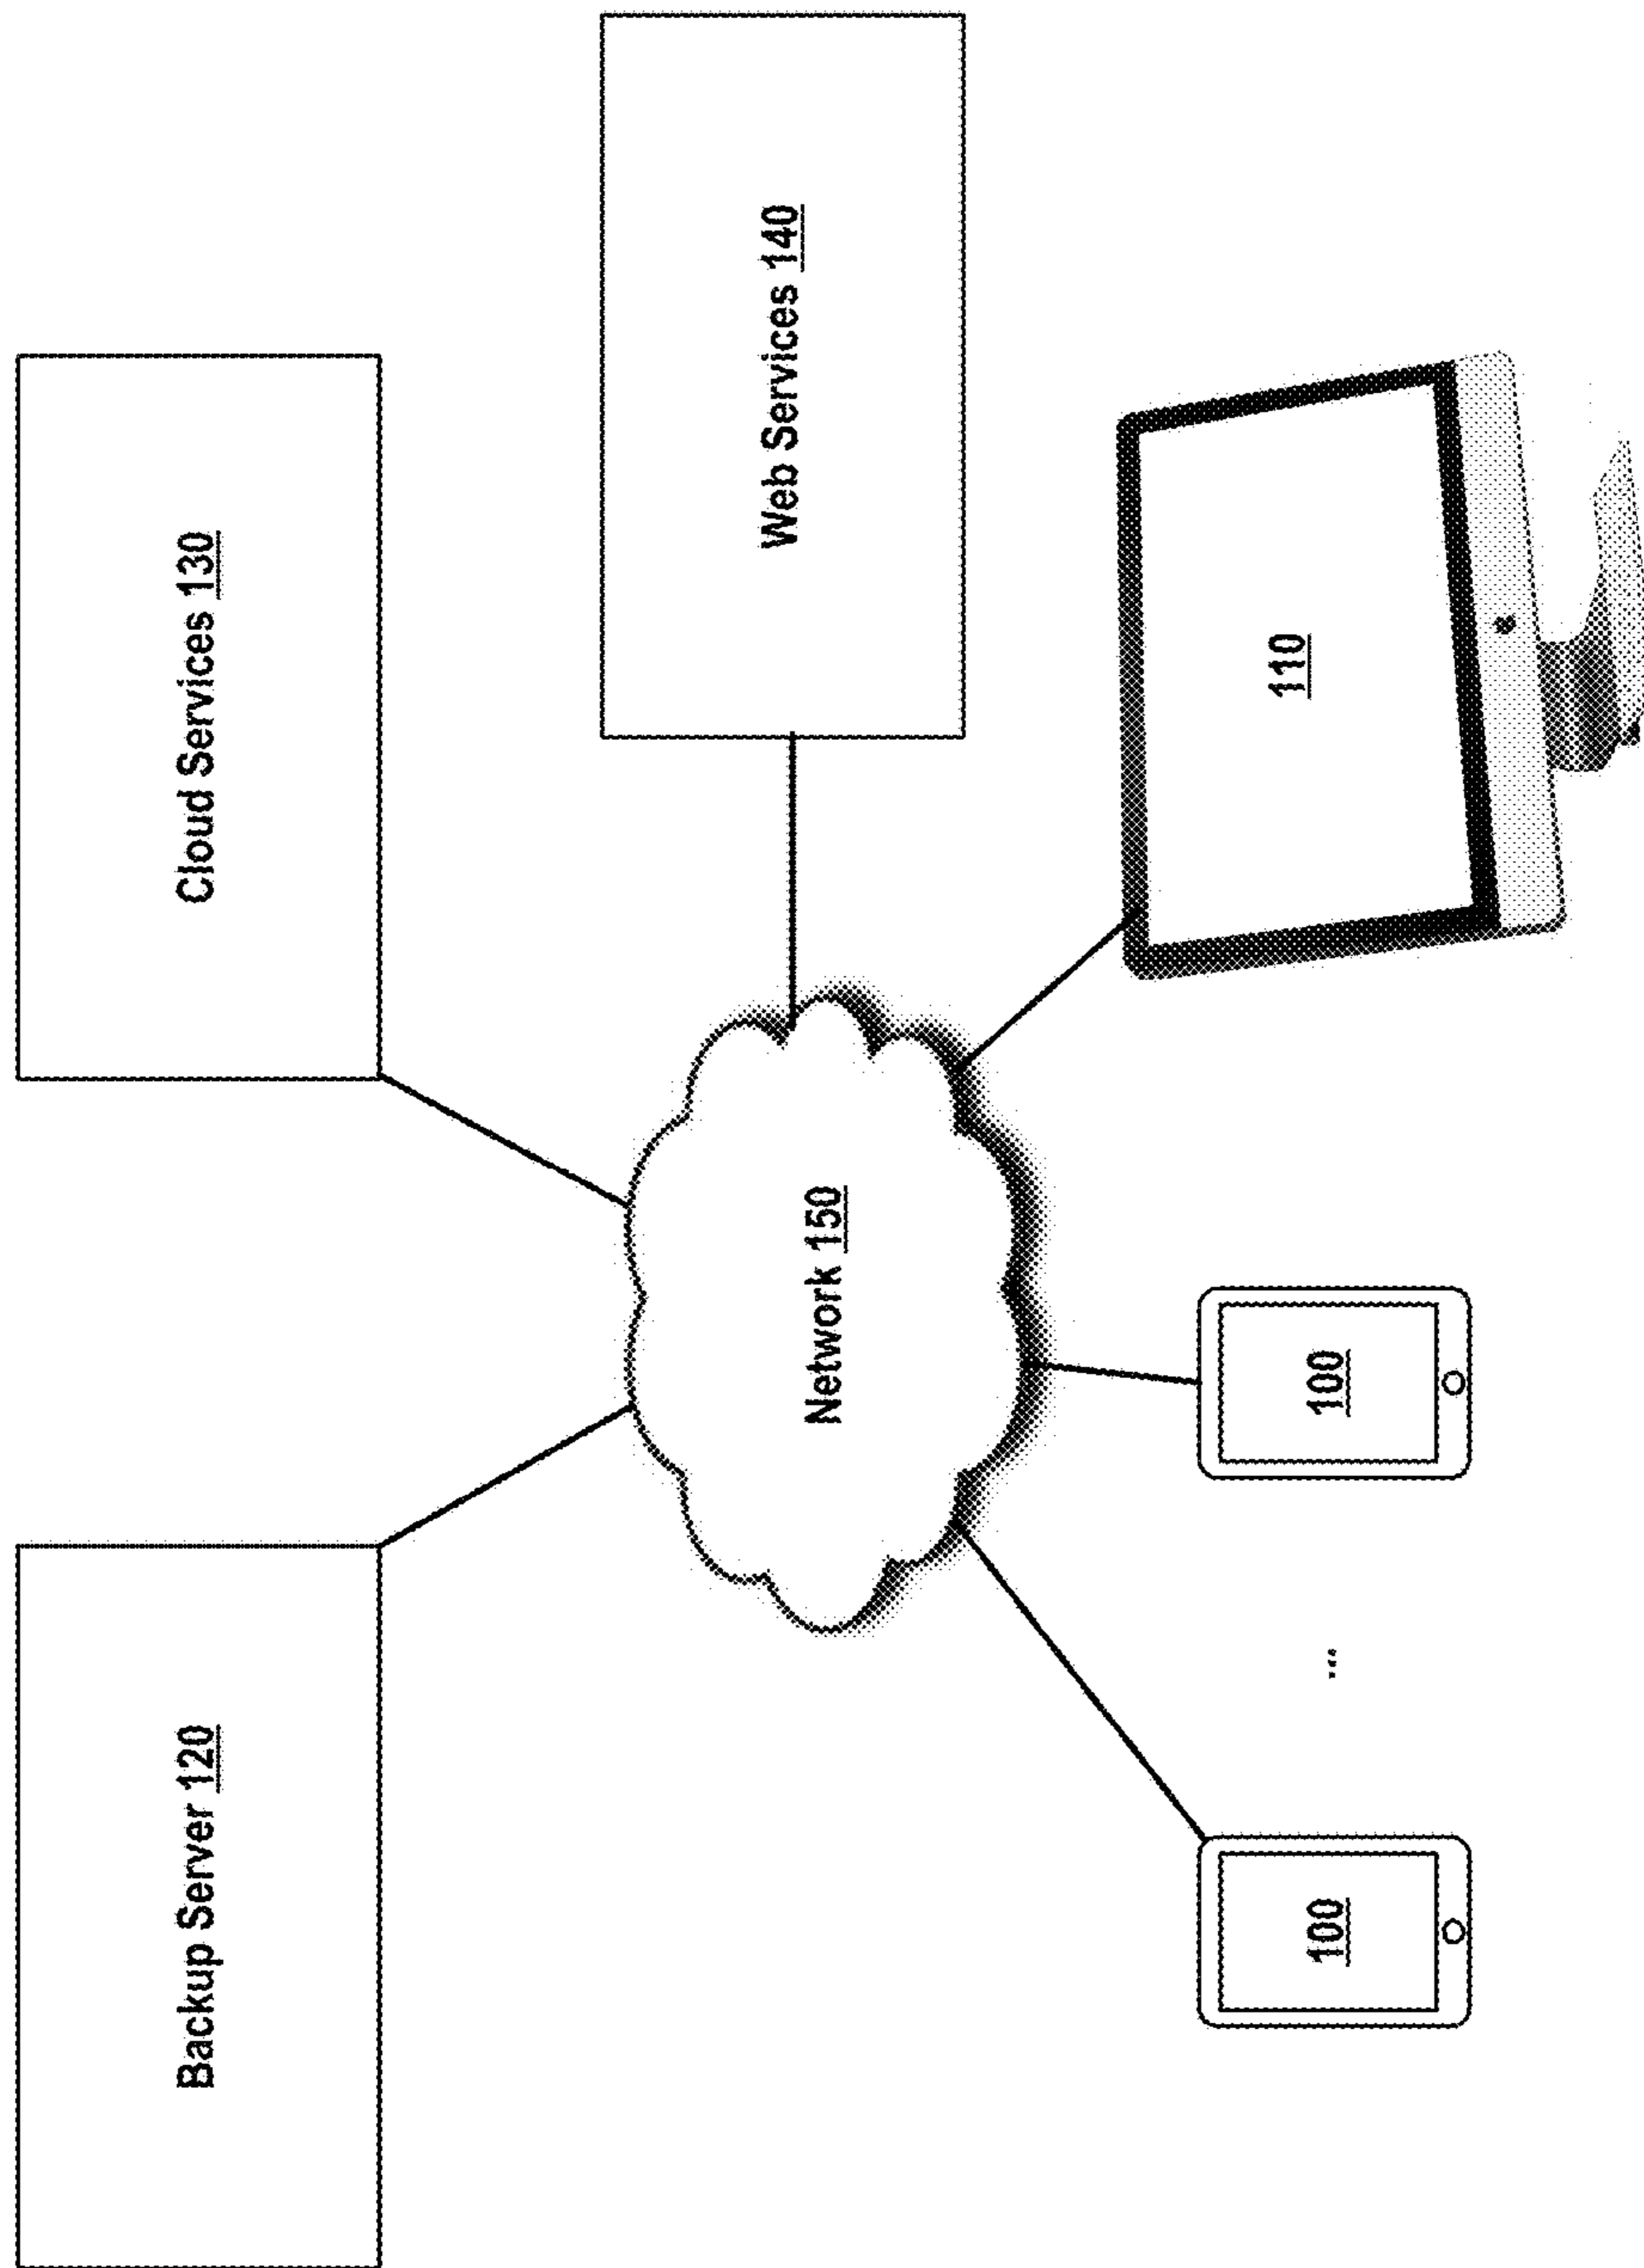 Backup Server 120
Cloud Services 130
Web Services 140
Network 150
100
...
100
110